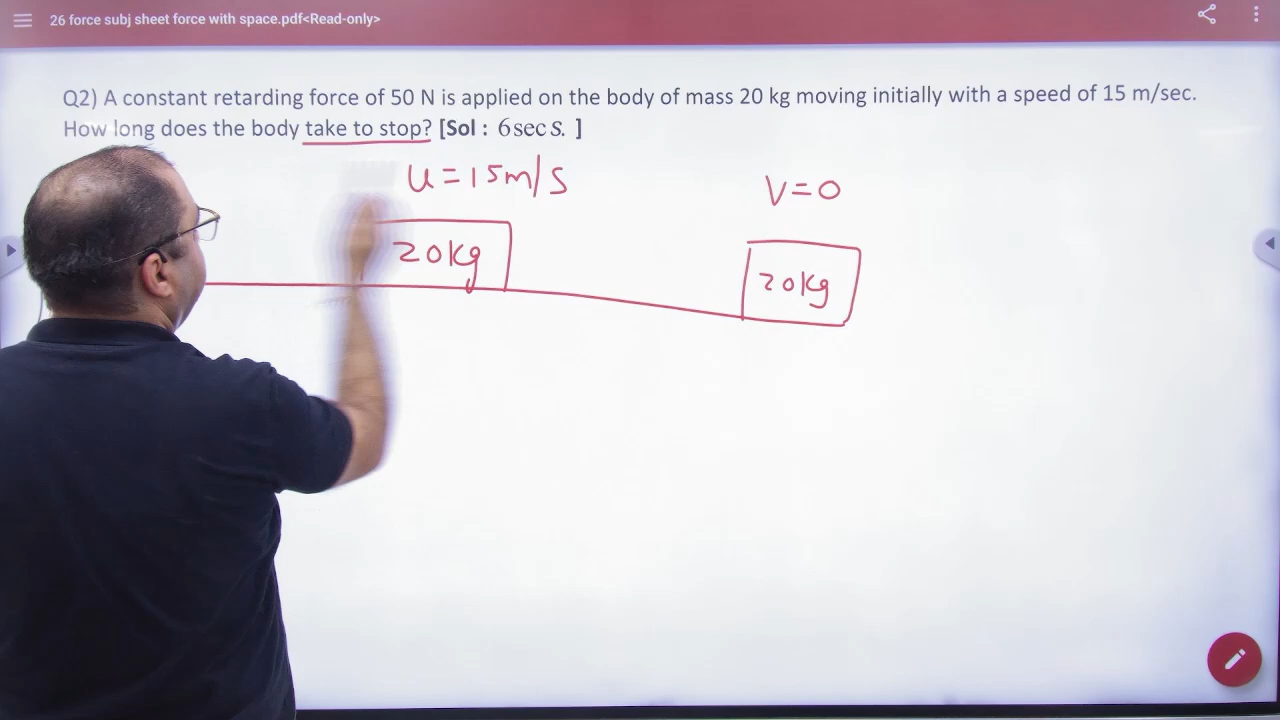 26 force subj sheet force with space.pdf<Read-only>
Q2) A constant retarding force of 50 N is applied on the body of mass 20 kg moving initially with a speed of 15 m/sec.
How long does the body take to stop? [Sol : 6secs. ]
u=15m/s
v=0
20kg
20kg